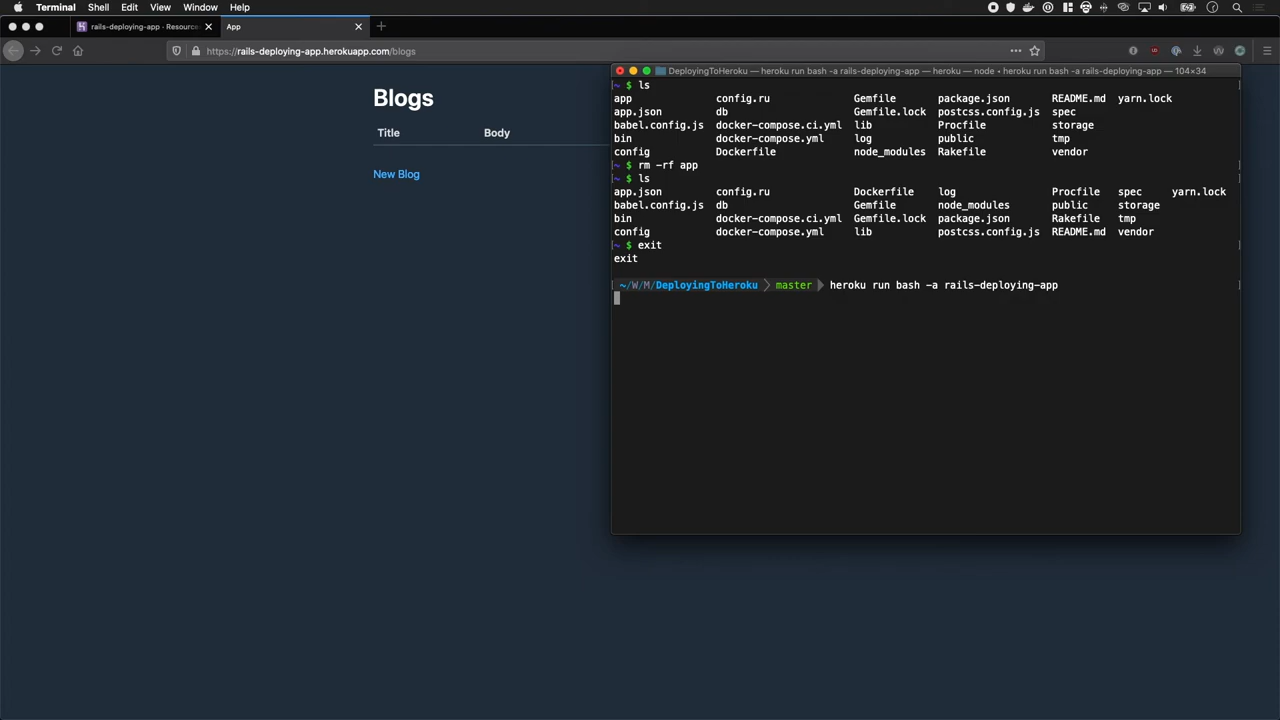 Terminal Shell Edit View Window Help
rails-deploying-app · Resource
App
https://rails-deploying-app.herokuapp.com/blogs
Blogs
Title Body
New Blog
DeployingToHeroku — heroku run bash -a rails-deploying-app — heroku — node • heroku run bash -a rails-deploying-app — 104×34
~ $ ls
app config.ru Gemfile package.json README.md yarn.lock
app.json db Gemfile.lock postcss.config.js spec
babel.config.js docker-compose.ci.yml lib Procfile storage
bin docker-compose.yml log public tmp
config Dockerfile node_modules Rakefile vendor
~ $ rm -rf app
~ $ ls
app.json config.ru Dockerfile log Procfile spec yarn.lock
babel.config.js db Gemfile node_modules public storage
bin docker-compose.ci.yml Gemfile.lock package.json Rakefile tmp
config docker-compose.yml lib postcss.config.js README.md vendor
~ $ exit
exit
~/W/M/DeployingToHeroku master heroku run bash -a rails-deploying-app